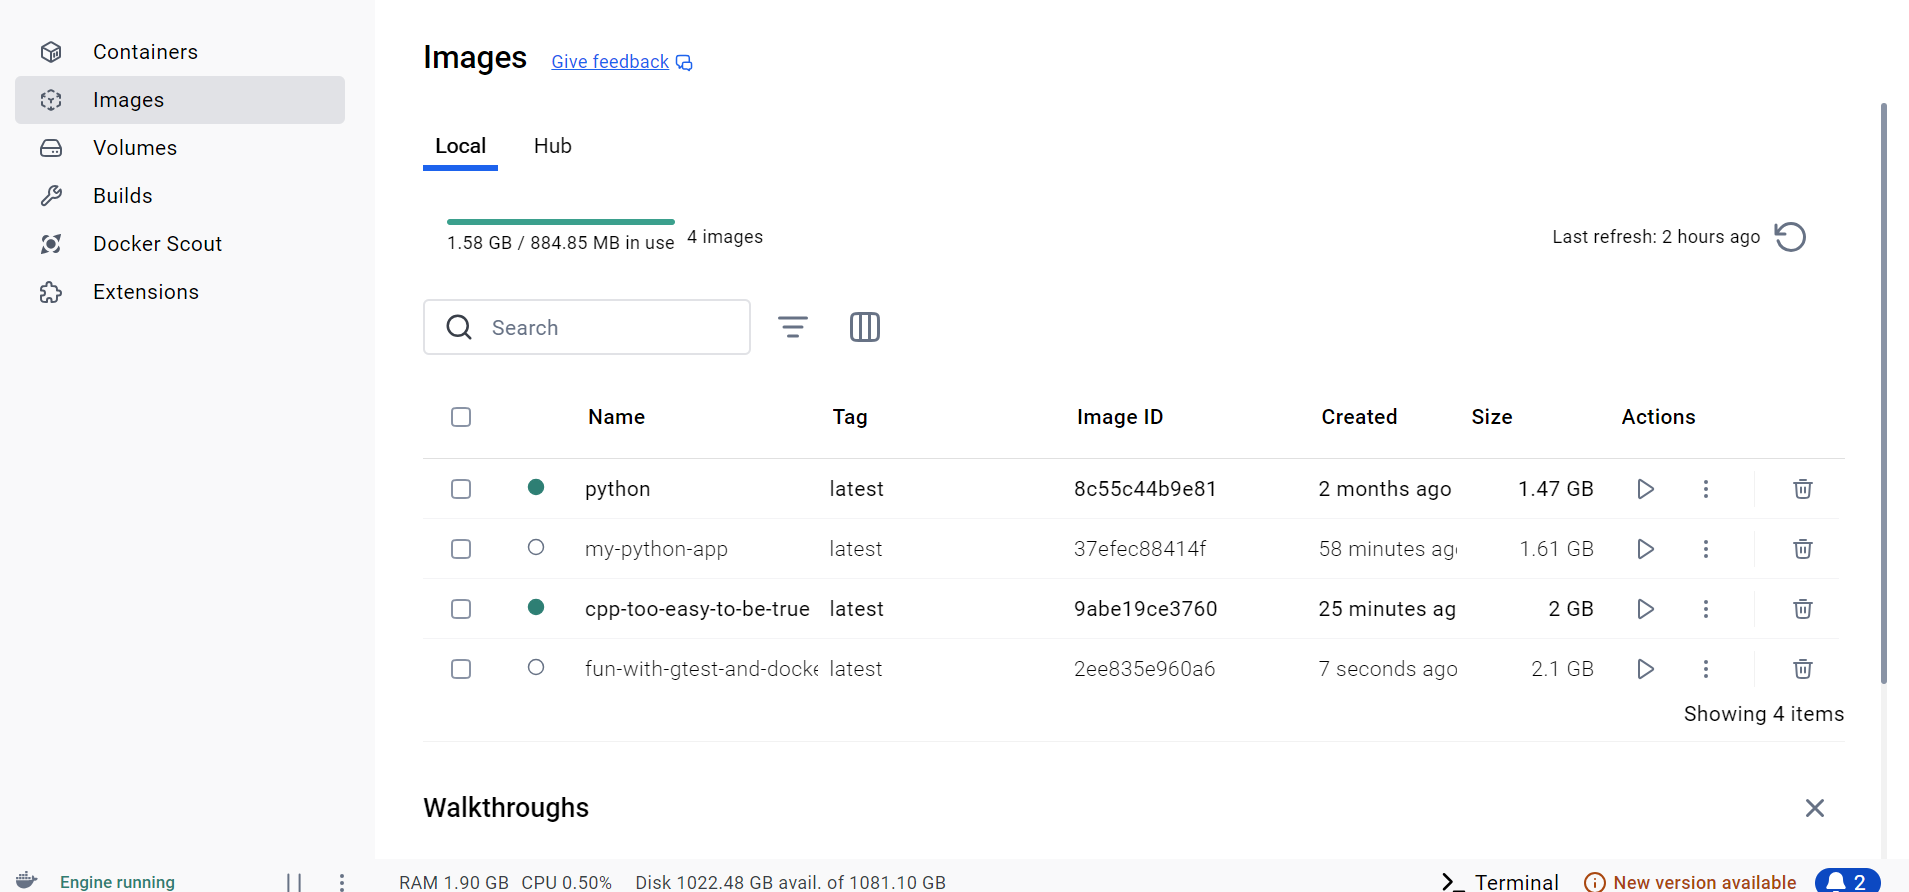 Containers
Images
Volumes
Builds
Docker Scout
Extensions
Images Give feedback
Local Hub
1.58 GB / 884.85 MB in use 4 images
Last refresh: 2 hours ago
Search
Name Tag Image ID Created Size Actions
python latest 8c55c44b9e81 2 months ago 1.47 GB
my-python-app latest 37efec88414f 58 minutes ag 1.61 GB
cpp-too-easy-to-be-true latest 9abe19ce3760 25 minutes ag 2 GB
fun-with-gtest-and-docke latest 2ee835e960a6 7 seconds ago 2.1 GB
Showing 4 items
Walkthroughs
Engine running RAM 1.90 GB CPU 0.50% Disk 1022.48 GB avail. of 1081.10 GB Terminal New version available 2